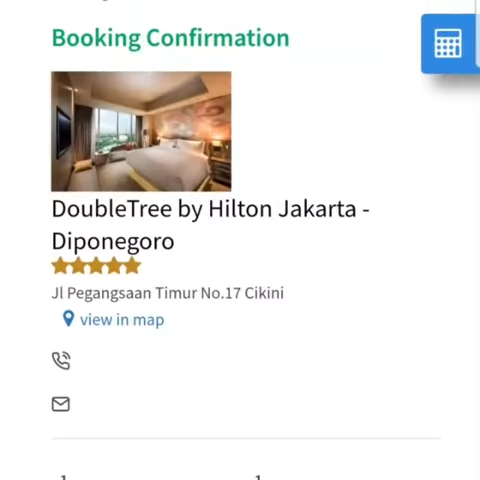 Booking Confirmation
DoubleTree by Hilton Jakarta -
Diponegoro
Jl Pegangsaan Timur No.17 Cikini
view in map